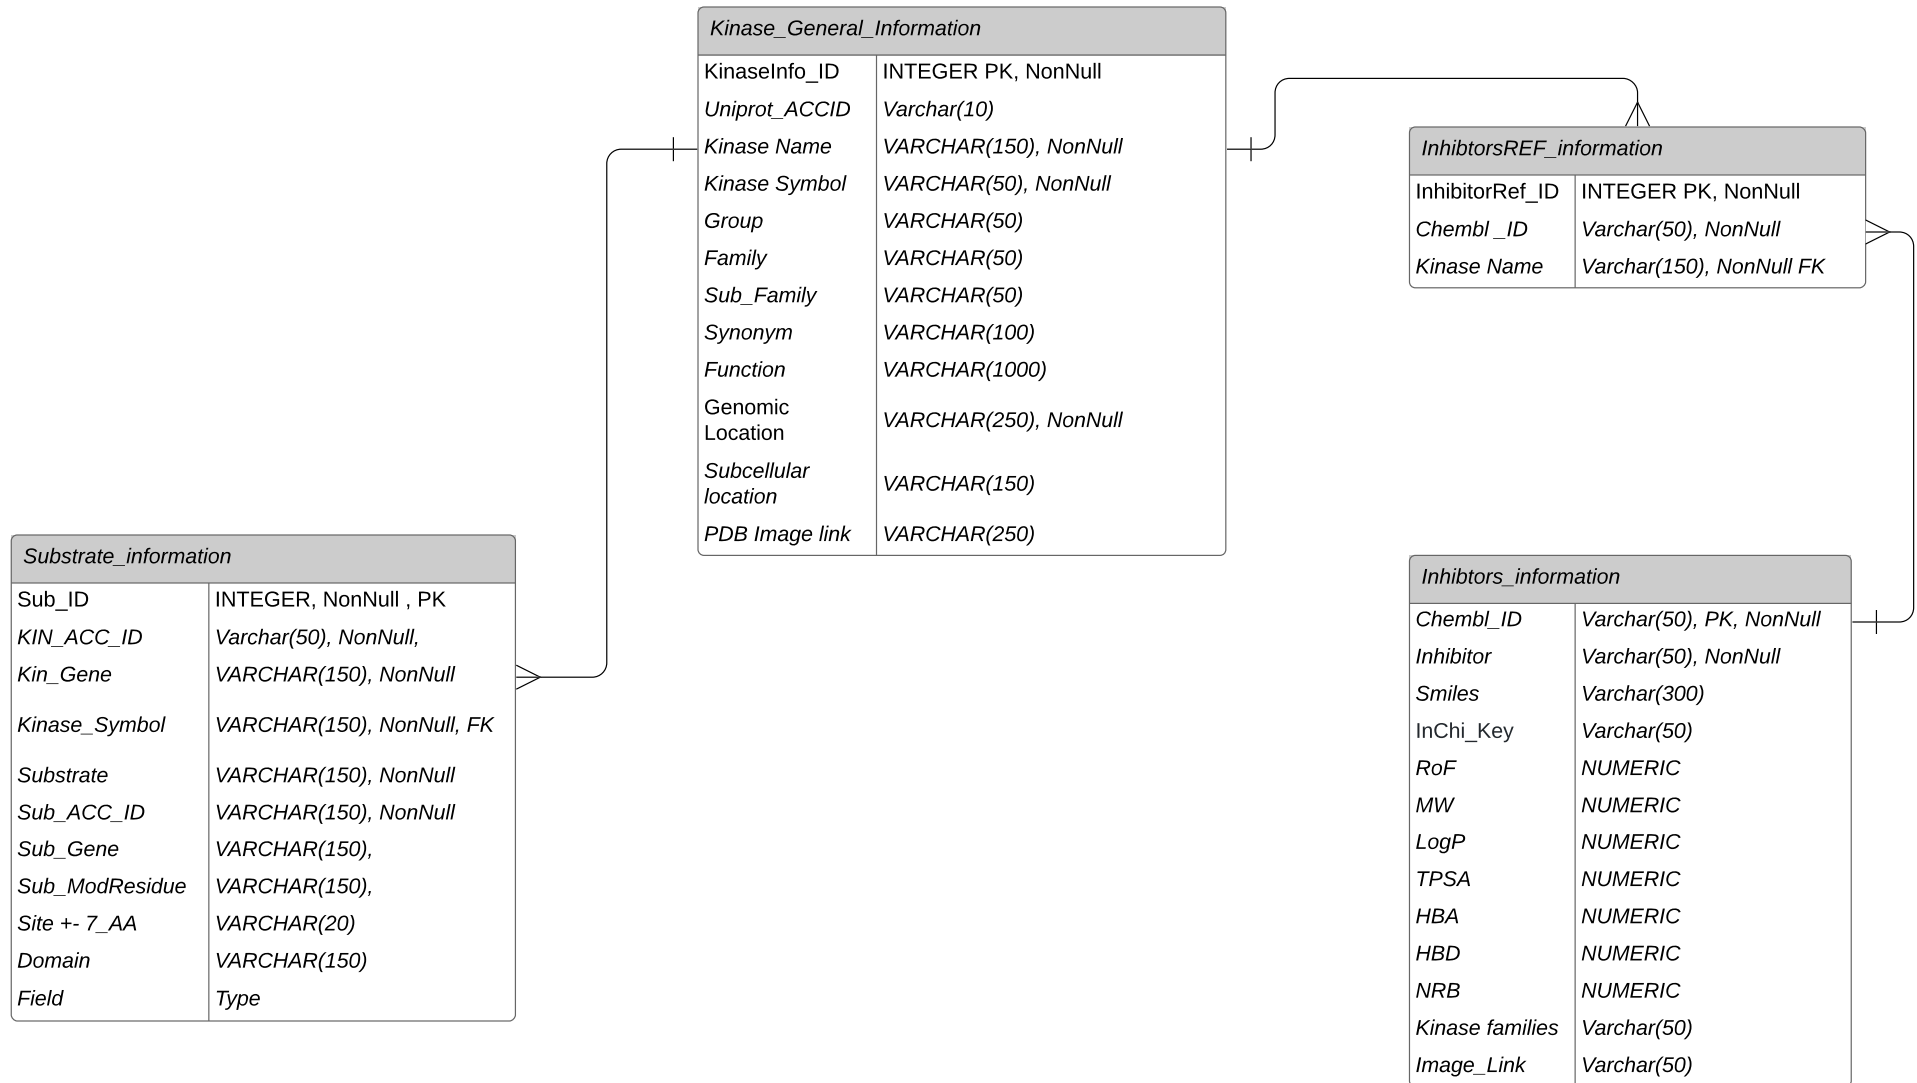 Kinase_General_Information
KinaseInfo_ID INTEGER PK, NonNull
Uniprot_ACCID Varchar(10)
Kinase Name VARCHAR(150), NonNull
Kinase Symbol VARCHAR(50), NonNull
Group VARCHAR(50)
Family VARCHAR(50)
Sub_Family VARCHAR(50)
Synonym VARCHAR(100)
Function VARCHAR(1000)
Genomic
Location
VARCHAR(250), NonNull
Subcellular
location
VARCHAR(150)
PDB Image link VARCHAR(250)
InhibtorsREF_information
InhibitorRef_ID INTEGER PK, NonNull
Chembl _ID Varchar(50), NonNull
Kinase Name Varchar(150), NonNull FK
Substrate_information
Sub_ID INTEGER, NonNull , PK
KIN_ACC_ID Varchar(50), NonNull,
Kin_Gene VARCHAR(150), NonNull
Kinase_Symbol VARCHAR(150), NonNull, FK
Substrate VARCHAR(150), NonNull
Sub_ACC_ID VARCHAR(150), NonNull
Sub_Gene VARCHAR(150),
Sub_ModResidue VARCHAR(150),
Site +- 7_AA VARCHAR(20)
Domain VARCHAR(150)
Field Type
Inhibtors_information
Chembl_ID Varchar(50), PK, NonNull
Inhibitor Varchar(50), NonNull
Smiles Varchar(300)
InChi_Key Varchar(50)
RoF NUMERIC
MW NUMERIC
LogP NUMERIC
TPSA NUMERIC
HBA NUMERIC
HBD NUMERIC
NRB NUMERIC
Kinase families Varchar(50)
Image_Link Varchar(50)